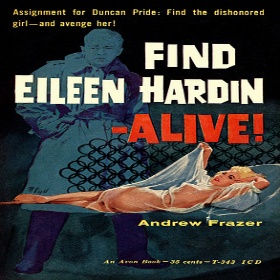 Assignment for Duncan Pride: Find the dishonored
girl—and avenge her!
FIND
EILEEN HARDIN
—ALIVE!
Andrew Frazer
An Avon Book—35 cents—T-343 ICD